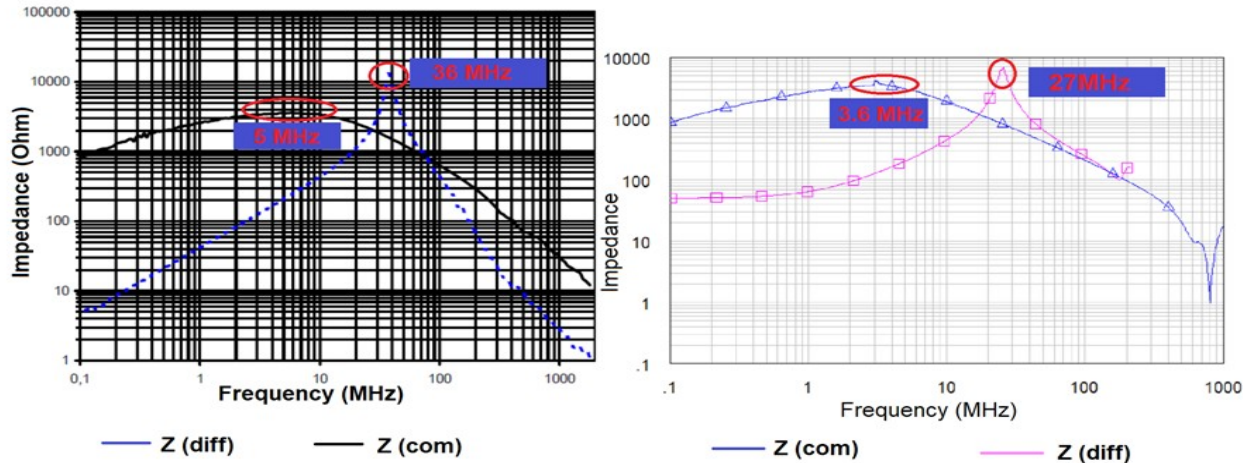 100000
10000
1000
100
10
1
Impedance (Ohm)
36 MHz
5 MHz
0,1
1
10
100
1000
Frequency (MHz)
Z (diff)
Z (com)
10000
1000
100
10
1
.1
Impedance
27MHz
3.6 MHz
.1
1
10
100
1000
Frequency (MHz)
Z (com)
Z (diff)